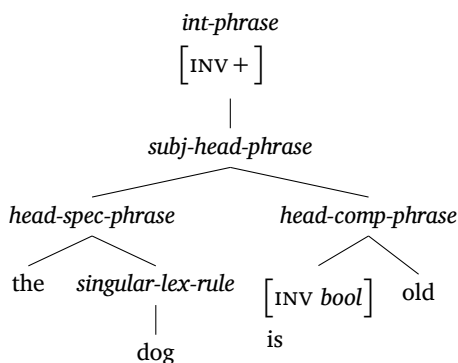 int-phrase
[INV +]
subj-head-phrase
head-spec-phrase head-comp-phrase
the singular-lex-rule [INV bool] old
is
dog